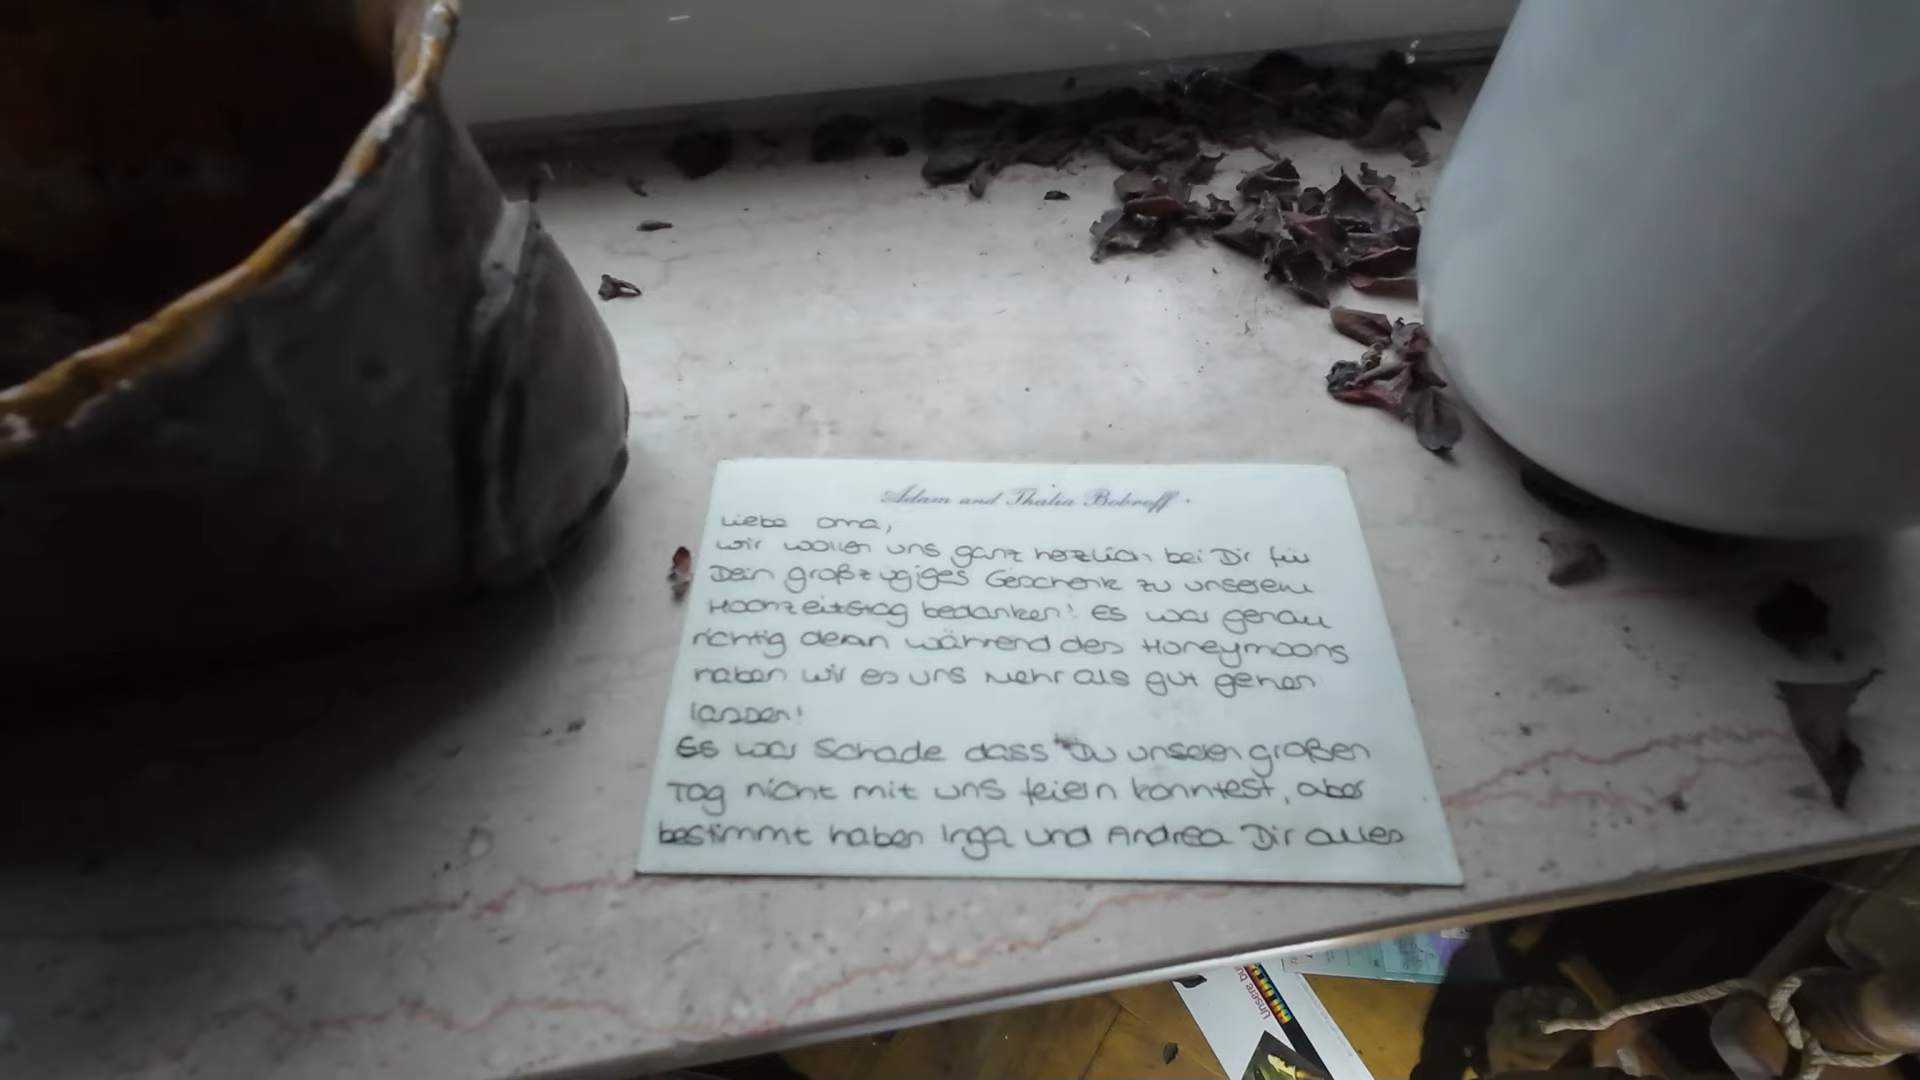 Adam and Thalia Bobroff
Liebe Oma,
wir wollen uns ganz herzlich bei Dir für
Dein großzügiges Geschenk zu unserem
Hochzeitstag bedanken! Es war genau
richtig denn während des Honeymoons
haben wir es uns mehr als gut gehen
lassen!
Es war Schade dass Du unseren großen
Tag nicht mit uns feiern konntest, aber
bestimmt haben Inga und Andrea Dir alles
Unsere